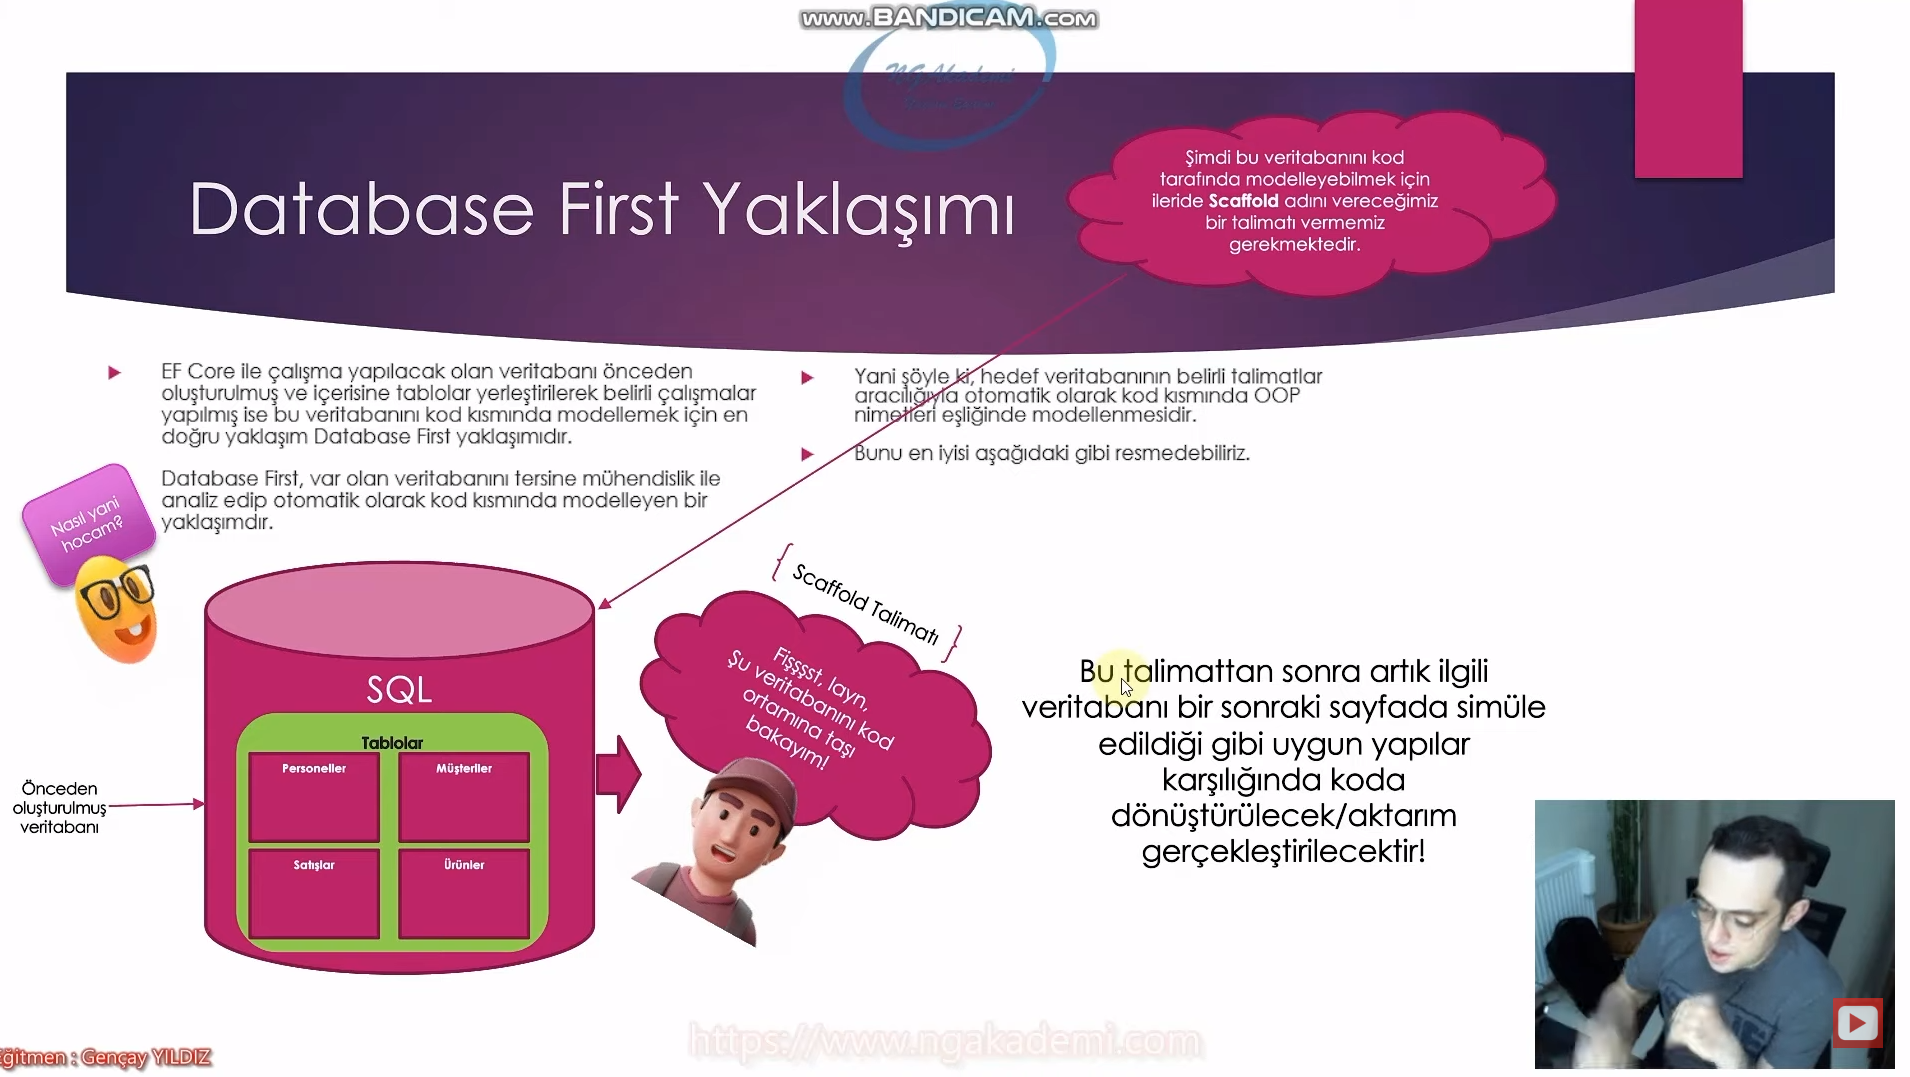 www.BANDICAM.com
NGAkademi
Şimdi bu veritabanını kod
tarafında modelleyebilmek için
ileride Scaffold adını vereceğimiz
bir talimatı vermemiz
gerekmektedir.
Database First Yaklaşımı
EF Core ile çalışma yapılacak olan veritabanı önceden
oluşturulmuş ve içerisine tablolar yerleştirilerek belirli çalışmalar
yapılmış ise bu veritabanını kod kısmında modellemek için en
doğru yaklaşım Database First yaklaşımıdır.
Database First, var olan veritabanını tersine mühendislik ile
analiz edip otomatik olarak kod kısmında modelleyen bir
yaklaşımdır.
Yani şöyle ki, hedef veritabanının belirli talimatlar
aracılığıyla otomatik olarak kod kısmında OOP
nimetleri eşliğinde modellenmesidir.
Bunu en iyisi aşağıdaki gibi resmedebiliriz.
Nasıl yani
hocam?
Scaffold Talimatı
Fişşşst, layn,
Şu veritabanını kod
ortamına taşı
bakayım!
SQL
Tablolar
Personeller
Müşteriler
Satışlar
Ürünler
Önceden
oluşturulmuş
veritabanı
Bu talimattan sonra artık ilgili
veritabanı bir sonraki sayfada simüle
edildiği gibi uygun yapılar
karşılığında koda
dönüştürülecek/aktarım
gerçekleştirilecektir!
https://www.ngakademi.com
Eğitmen : Gençay YILDIZ